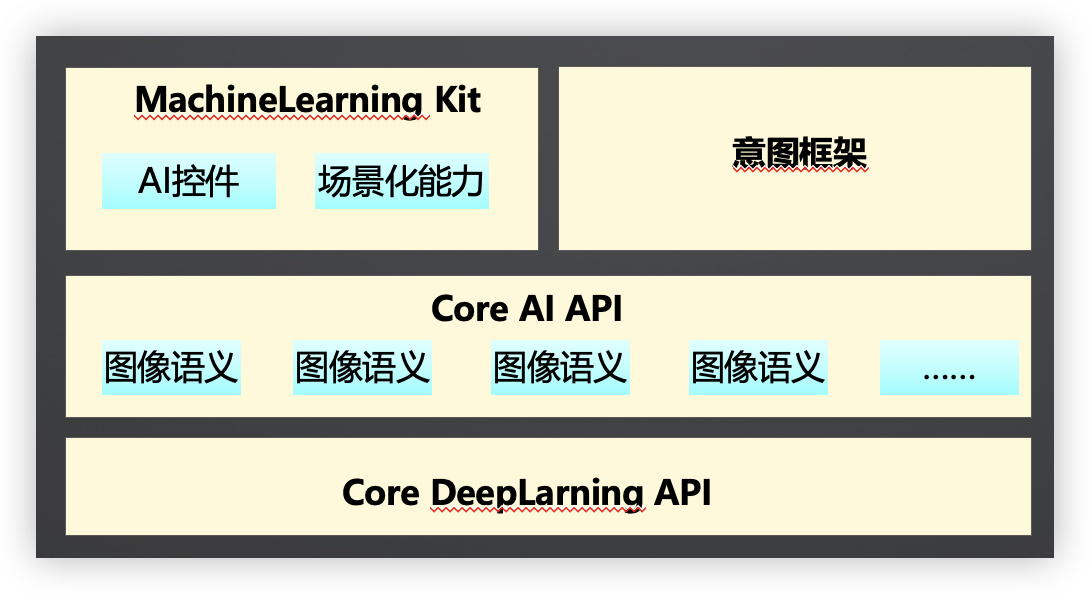 MachineLearning Kit
AI控件
场景化能力
意图框架
Core AI API
图像语义
图像语义
图像语义
图像语义
……
Core DeepLarning API